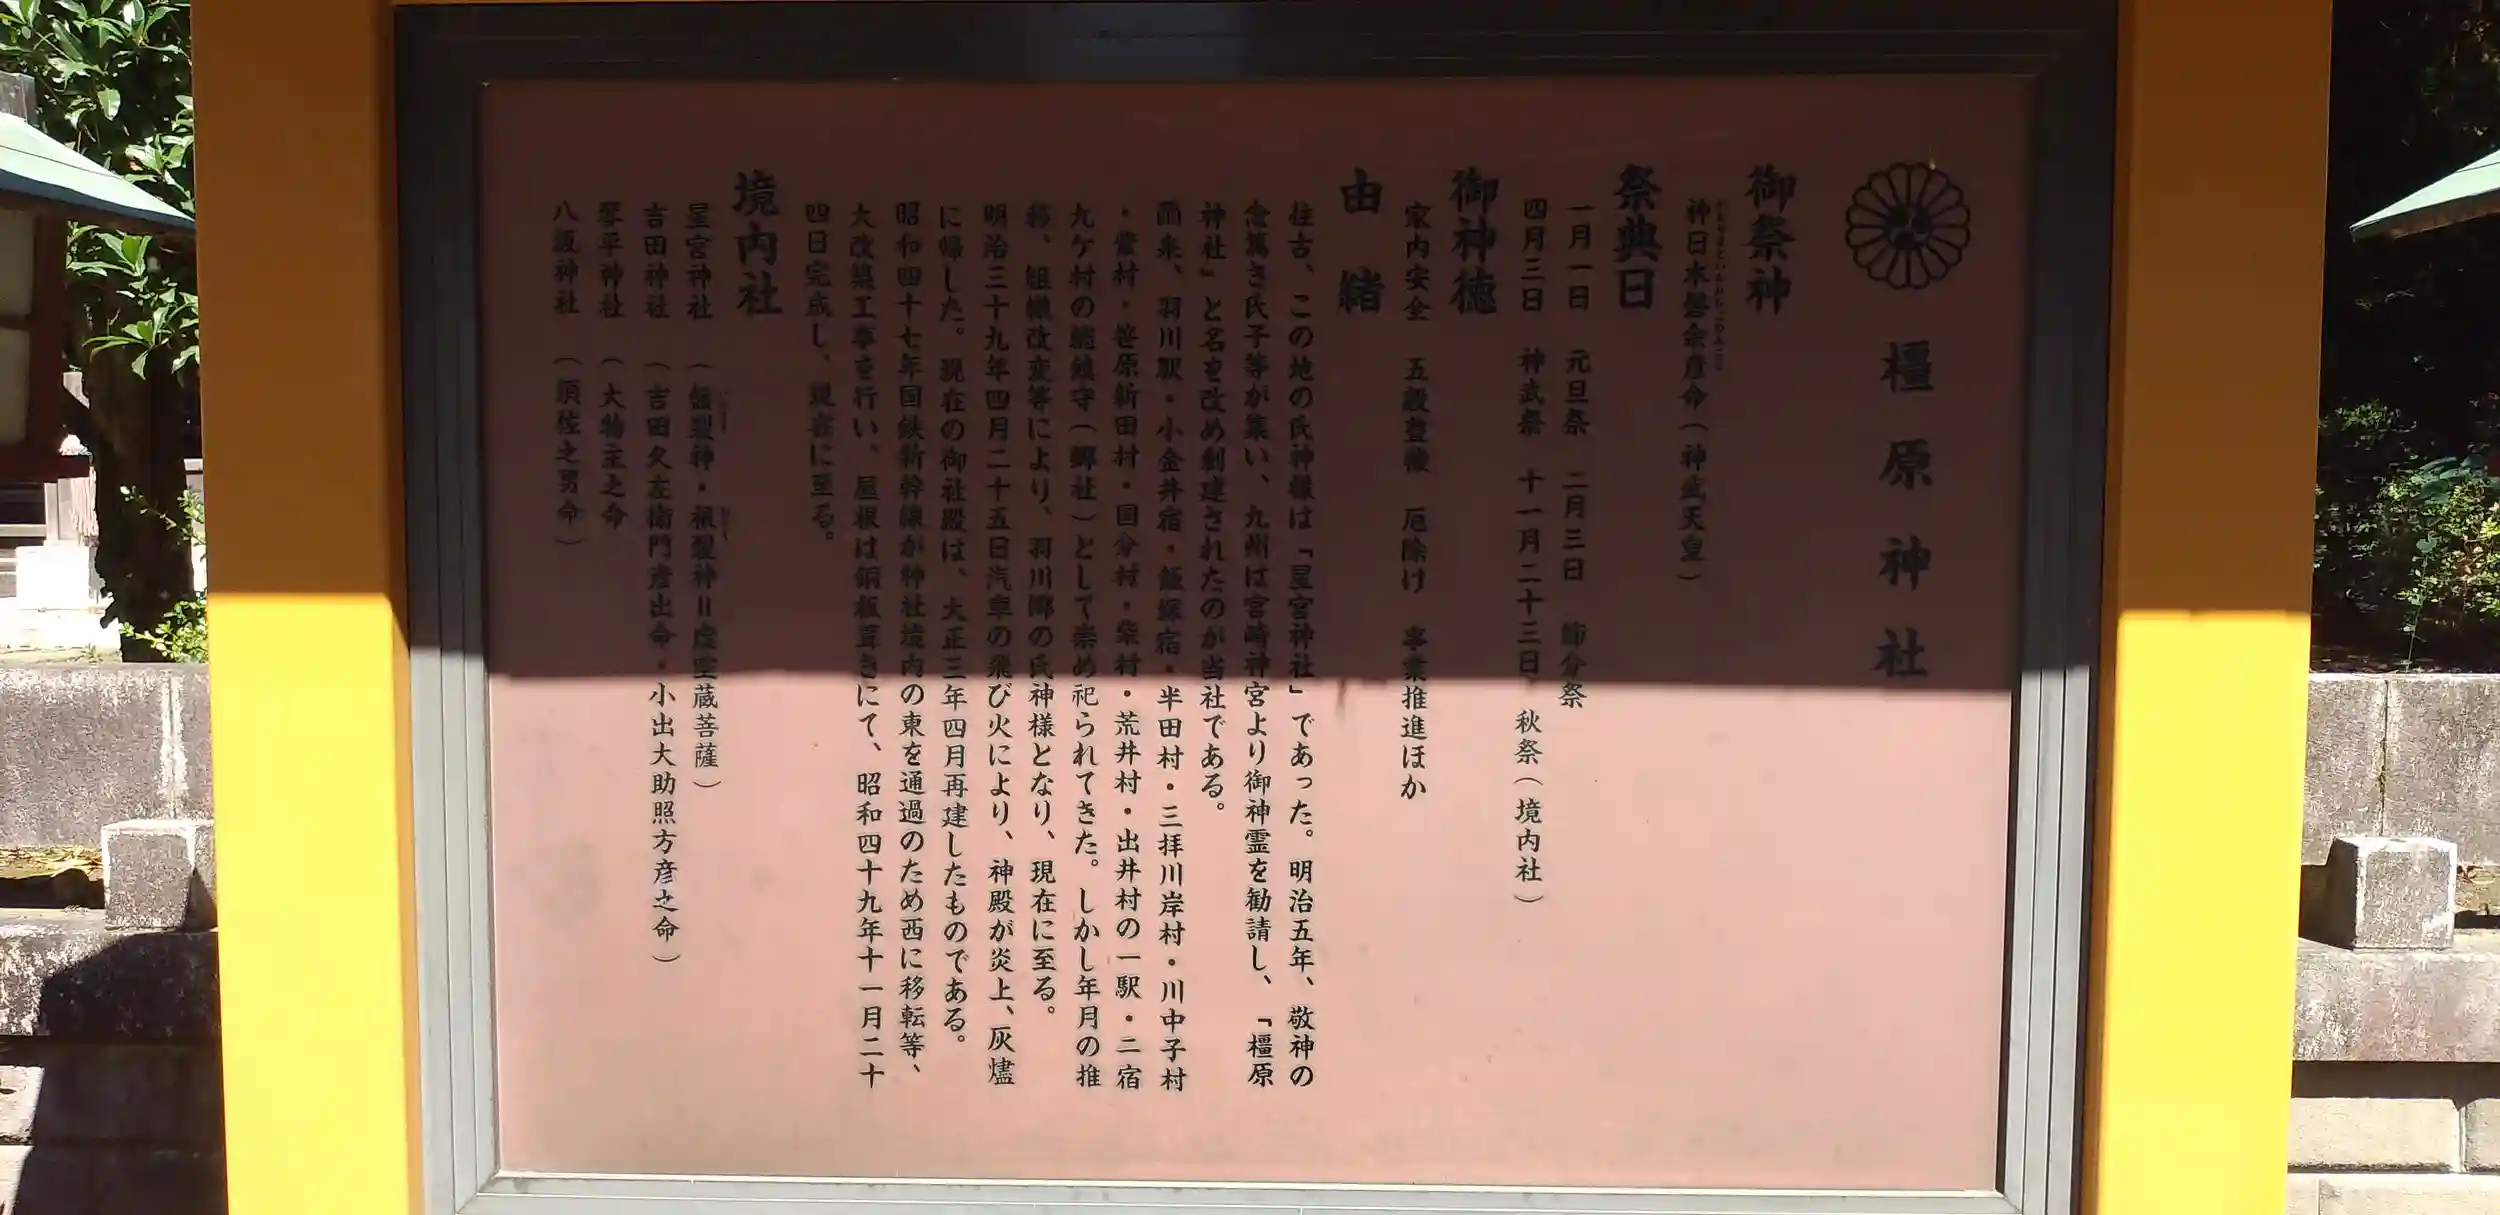 橿原神社
御祭神
神日本磐余彦命（神武天皇）
祭典日
一月一日　元旦祭　二月三日　節分祭
四月三日　神武祭　十一月二十三日、秋祭（境内社）
御神徳
家内安全　五穀豊穣　厄除け　事業推進ほか
由緒
往古、この地の氏神様は「星宮神社」であった。明治五年、敬神の
念篤き氏子等が集い、九州は宮崎神宮より御神霊を勧請し、「橿原
神社」と名を改め創建されたのが当社である。
爾来、羽川駅・小金井宿・飯塚宿・半田村・三拝川岸村・川中子村
・萱村・笹原新田村・国分村・柴村・荒井村・出井村の一駅・二宿
九ケ村の總鎮守（郷社）として崇め祀られてきた。しかし年月の推
移、組織改変等により、羽川郷の氏神様となり、現在に至る。
明治三十九年四月二十五日汽車の飛び火により、神殿が炎上、灰燼
に帰した。現在の御社殿は、大正三年四月再建したものである。
昭和四十七年国鉄新幹線が神社境内の東を通過のため西に移転等、
大改築工事を行い、屋根は銅板葺きにて、昭和四十九年十一月二十
四日完成し、現在に至る。
境内社
星宮神社　（磐裂神・根裂神＝虚空蔵菩薩）
吉田神社　（吉田久左衛門彦出命・小出大助照方彦之命）
琴平神社　（大物主之命
八坂神社　（須佐之男命）